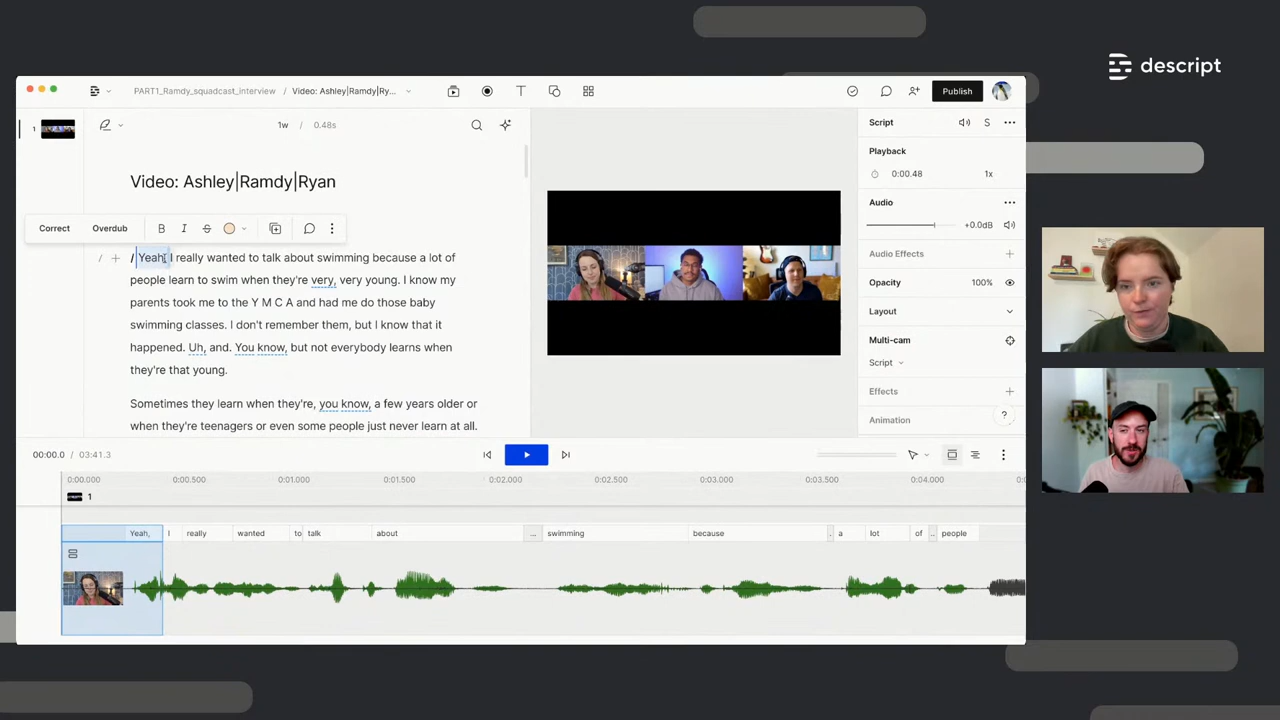 descript
PART1_Ramdy_squadcast_interview / Video: Ashley|Ramdy|Ry...
Publish
1
1w / 0.48s
Script
S
Playback
0:00.48 1x
Video: Ashley|Ramdy|Ryan
Audio
+0.0dB
Correct Overdub B I S
Audio Effects
/ Yeah, I really wanted to talk about swimming because a lot of
people learn to swim when they're very, very young. I know my
parents took me to the Y M C A and had me do those baby
swimming classes. I don't remember them, but I know that it
happened. Uh, and. You know, but not everybody learns when
they're that young.
Sometimes they learn when they're, you know, a few years older or
when they're teenagers or even some people just never learn at all.
Opacity 100%
Layout
Multi-cam
Script
Effects
?
Animation
00:00.0 / 03:41.3
0:00.000 0:00.500 0:01.000 0:01.500 0:02.000 0:02.500 0:03.000 0:03.500 0:04.000
1
Yeah, I really wanted to talk about ... swimming because . a lot of .. people